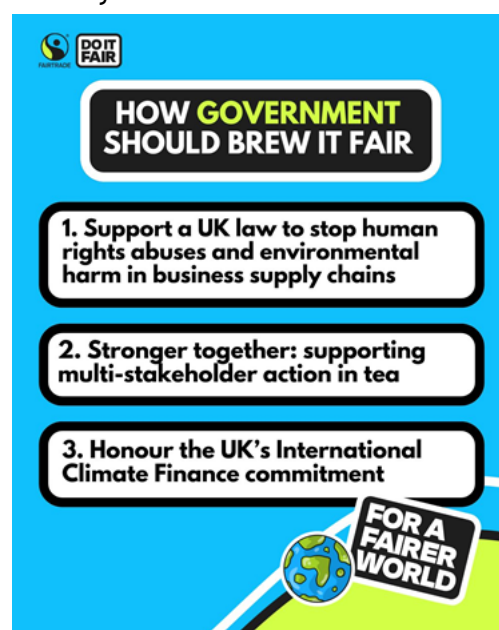 FAIRTRADE
DO IT
FAIR
HOW GOVERNMENT
SHOULD BREW IT FAIR
1. Support a UK law to stop human
rights abuses and environmental
harm in business supply chains
2. Stronger together: supporting
multi-stakeholder action in tea
3. Honour the UK's International
Climate Finance commitment
FOR A
FAIRER
WORLD